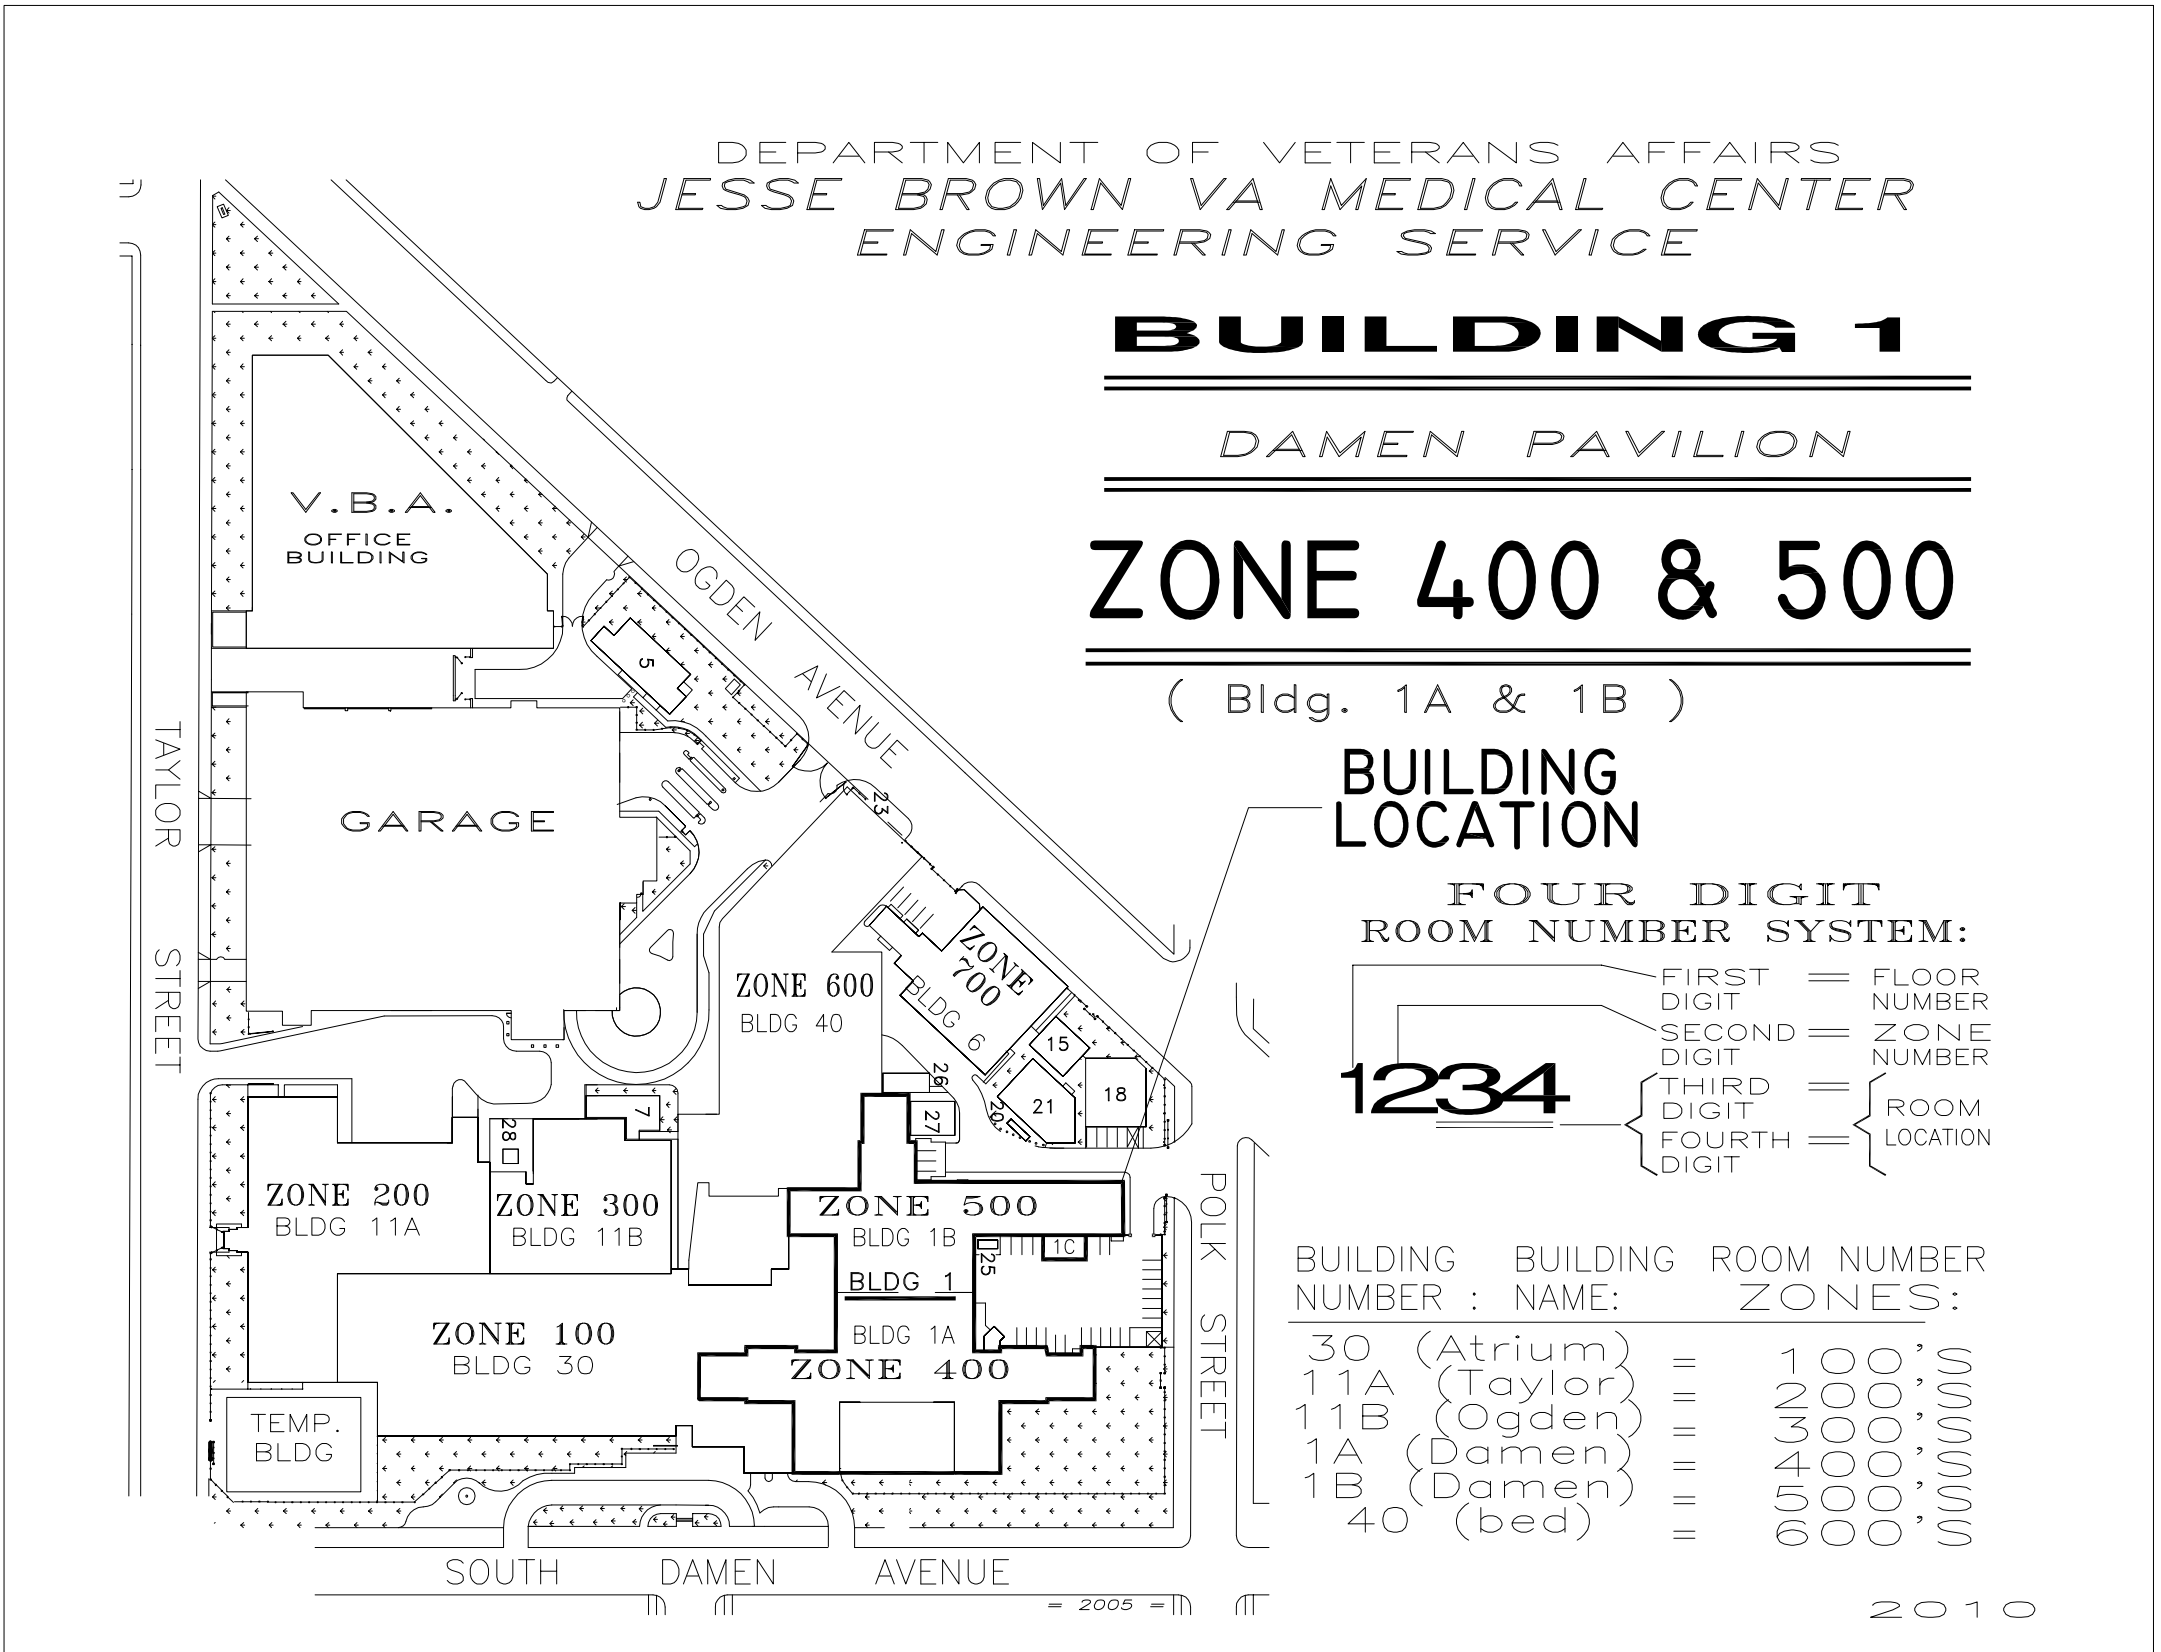 DEPARTMENT OF VETERANS AFFAIRS
JESSE BROWN VA MEDICAL CENTER
ENGINEERING SERVICE
BUILDING 1
DAMEN PAVILION
ZONE 400 & 500
( Bldg. 1A & 1B )
BUILDING
LOCATION
FOUR DIGIT
ROOM NUMBER SYSTEM:
1234
FIRST DIGIT = FLOOR NUMBER
SECOND DIGIT = ZONE NUMBER
THIRD DIGIT =
FOURTH DIGIT =
ROOM LOCATION
BUILDING NUMBER : BUILDING NAME: ROOM NUMBER ZONES:
30 (Atrium) = 100'S
11A (Taylor) = 200'S
11B (Ogden) = 300'S
1A (Damen) = 400'S
1B (Damen) = 500'S
40 (bed) = 600'S
2010
V.B.A.
OFFICE
BUILDING
OGDEN AVENUE
5
TAYLOR STREET
GARAGE
23
ZONE 700
BLDG 6
ZONE 600
BLDG 40
15
18
21
20
26
27
7
28
ZONE 200
BLDG 11A
ZONE 300
BLDG 11B
ZONE 500
BLDG 1B
1C
25
BLDG 1
BLDG 1A
ZONE 400
ZONE 100
BLDG 30
POLK STREET
TEMP.
BLDG
SOUTH DAMEN AVENUE
= 2005 =